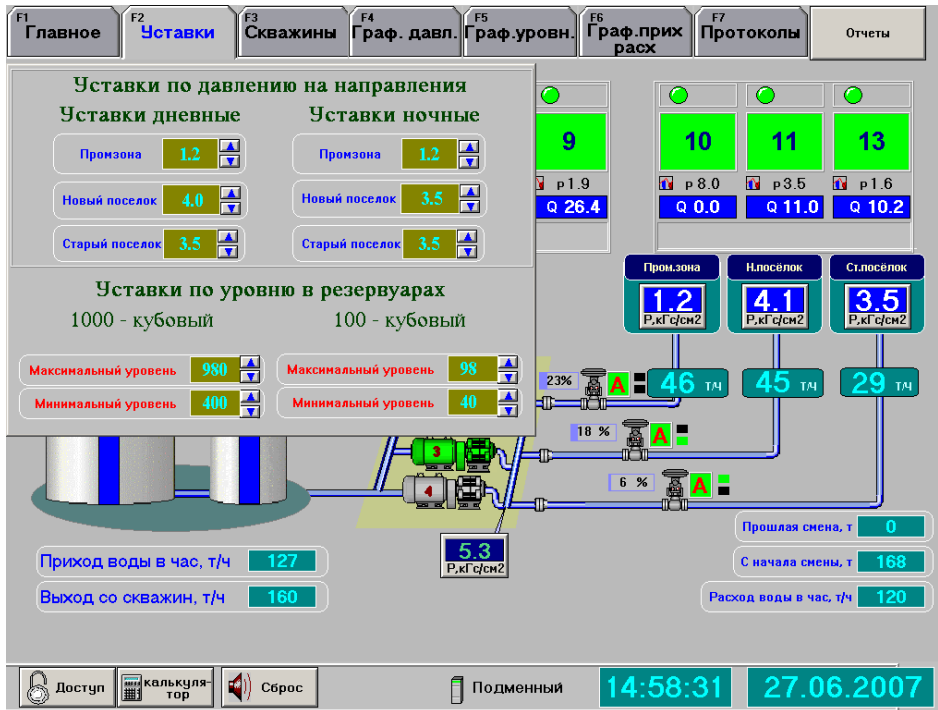 F1 Главное
F2 Уставки
F3 Скважины
F4 Граф. давл.
F5 Граф.уровн.
F6 Граф.прих расх
F7 Протоколы
Отчеты
Уставки по давлению на направления
Уставки дневные Уставки ночные
Промзона 1.2 Промзона 1.2
Новый поселок 4.0 Новый поселок 3.5
Старый поселок 3.5 Старый поселок 3.5
Уставки по уровню в резервуарах
1000 - кубовый 100 - кубовый
Максимальный уровень 980 Максимальный уровень 98
Минимальный уровень 400 Минимальный уровень 40
9 10 11 13
р 1.9 р 8.0 р 3.5 р 1.6
Q 26.4 Q 0.0 Q 11.0 Q 10.2
Пром.зона Н.посёлок Ст.посёлок
1.2 4.1 3.5
Р,кГс/см2 Р,кГс/см2 Р,кГс/см2
23% A 46 т/ч 45 т/ч 29 т/ч
18 % A
3
6 % A
4
5.3
Р,кГс/см2
Приход воды в час, т/ч 127
Выход со скважин, т/ч 160
Прошлая смена, т 0
С начала смены, т 168
Расход воды в час, т/ч 120
Доступ
калькуля-
тор
Сброс
Подменный
14:58:31
27.06.2007